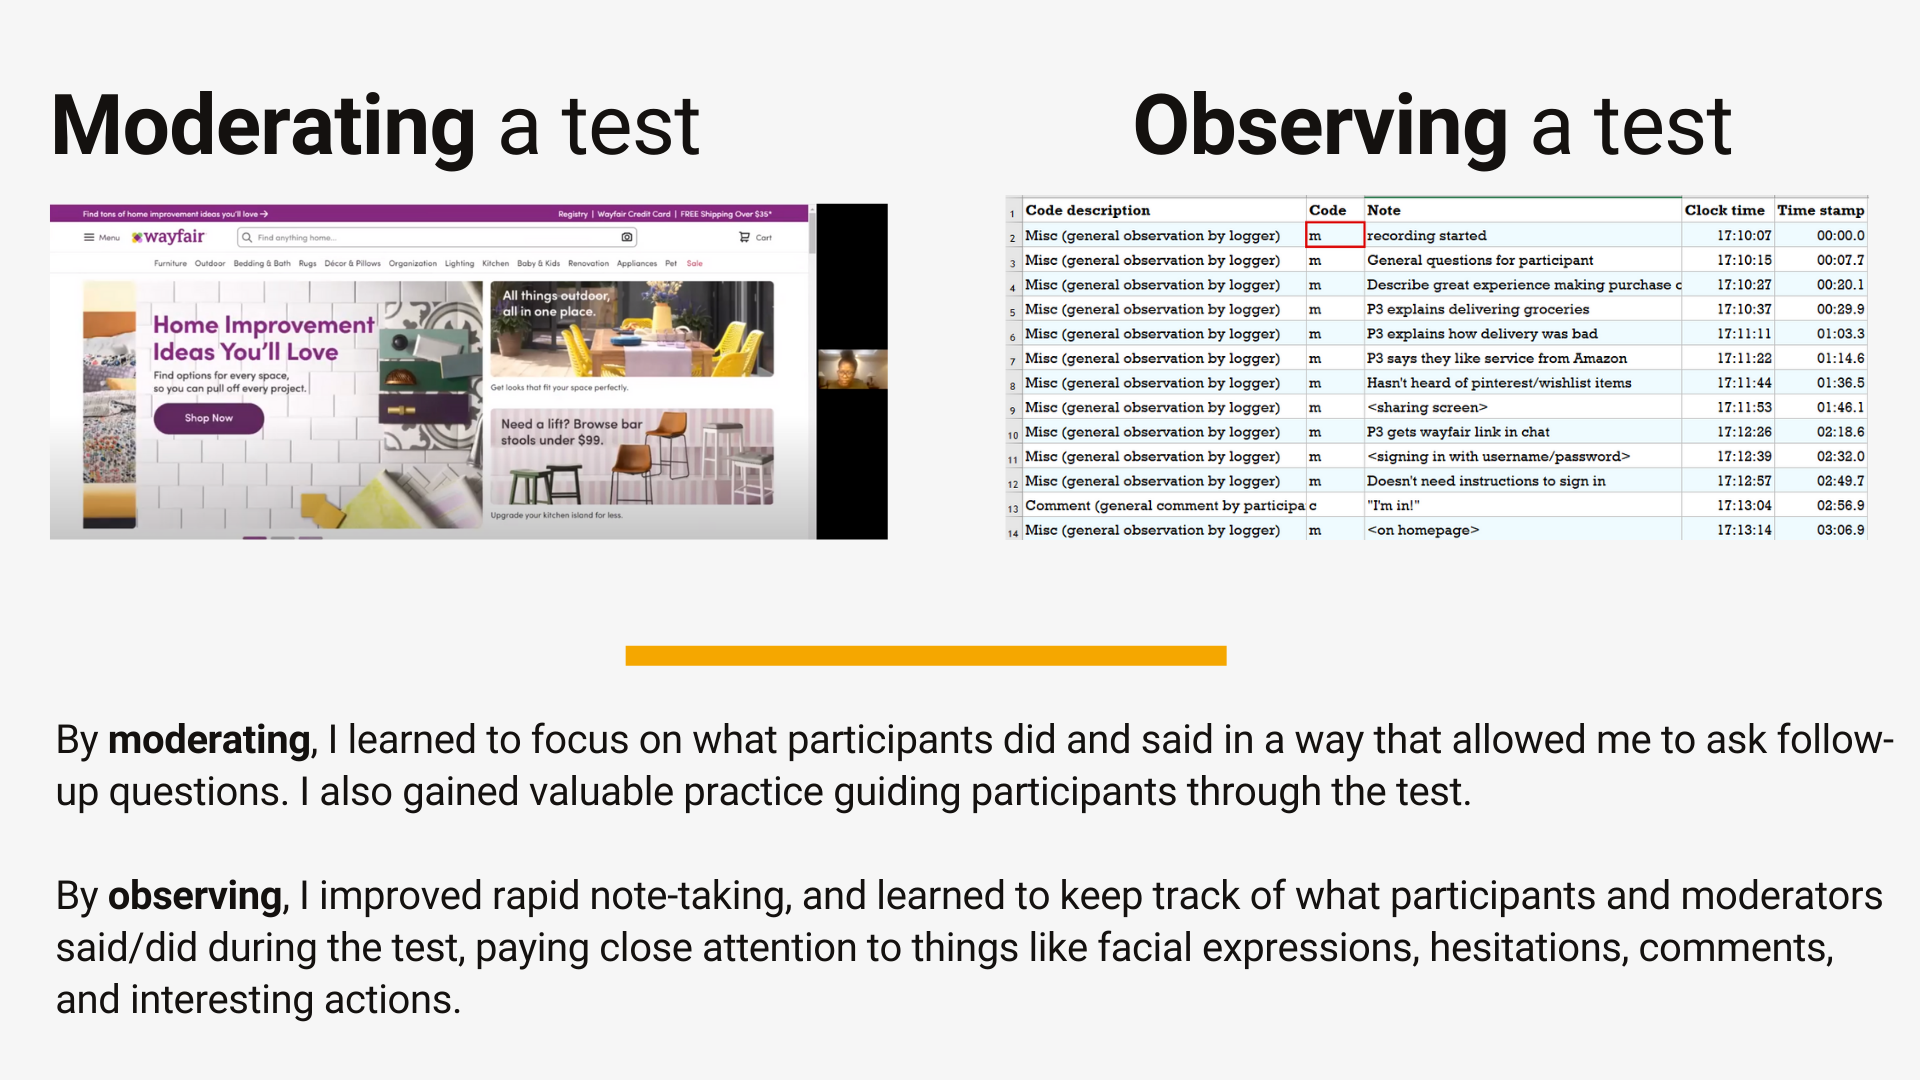 Moderating a test
Find tons of home improvement ideas you'll love →
Registry | Wayfair Credit Card | FREE Shipping Over $35*
Menu
wayfair
Find anything home...
Cart
Furniture Outdoor Bedding & Bath Rugs Décor & Pillows Organization Lighting Kitchen Baby & Kids Renovation Appliances Pet Sale
Home Improvement
Ideas You'll Love
Find options for every space,
so you can pull off every project.
Shop Now
All things outdoor,
all in one place.
Get looks that fit your space perfectly.
Need a lift? Browse bar
stools under $99.
Upgrade your kitchen island for less.
Observing a test
1 Code description Code Note Clock time Time stamp
2 Misc (general observation by logger) m recording started 17:10:07 00:00.0
3 Misc (general observation by logger) m General questions for participant 17:10:15 00:07.7
4 Misc (general observation by logger) m Describe great experience making purchase c 17:10:27 00:20.1
5 Misc (general observation by logger) m P3 explains delivering groceries 17:10:37 00:29.9
6 Misc (general observation by logger) m P3 explains how delivery was bad 17:11:11 01:03.3
7 Misc (general observation by logger) m P3 says they like service from Amazon 17:11:22 01:14.6
8 Misc (general observation by logger) m Hasn't heard of pinterest/wishlist items 17:11:44 01:36.5
9 Misc (general observation by logger) m <sharing screen> 17:11:53 01:46.1
10 Misc (general observation by logger) m P3 gets wayfair link in chat 17:12:26 02:18.6
11 Misc (general observation by logger) m <signing in with username/password> 17:12:39 02:32.0
12 Misc (general observation by logger) m Doesn't need instructions to sign in 17:12:57 02:49.7
13 Comment (general comment by participa c "I'm in!" 17:13:04 02:56.9
14 Misc (general observation by logger) m <on homepage> 17:13:14 03:06.9
By moderating, I learned to focus on what participants did and said in a way that allowed me to ask follow-
up questions. I also gained valuable practice guiding participants through the test.
By observing, I improved rapid note-taking, and learned to keep track of what participants and moderators
said/did during the test, paying close attention to things like facial expressions, hesitations, comments,
and interesting actions.